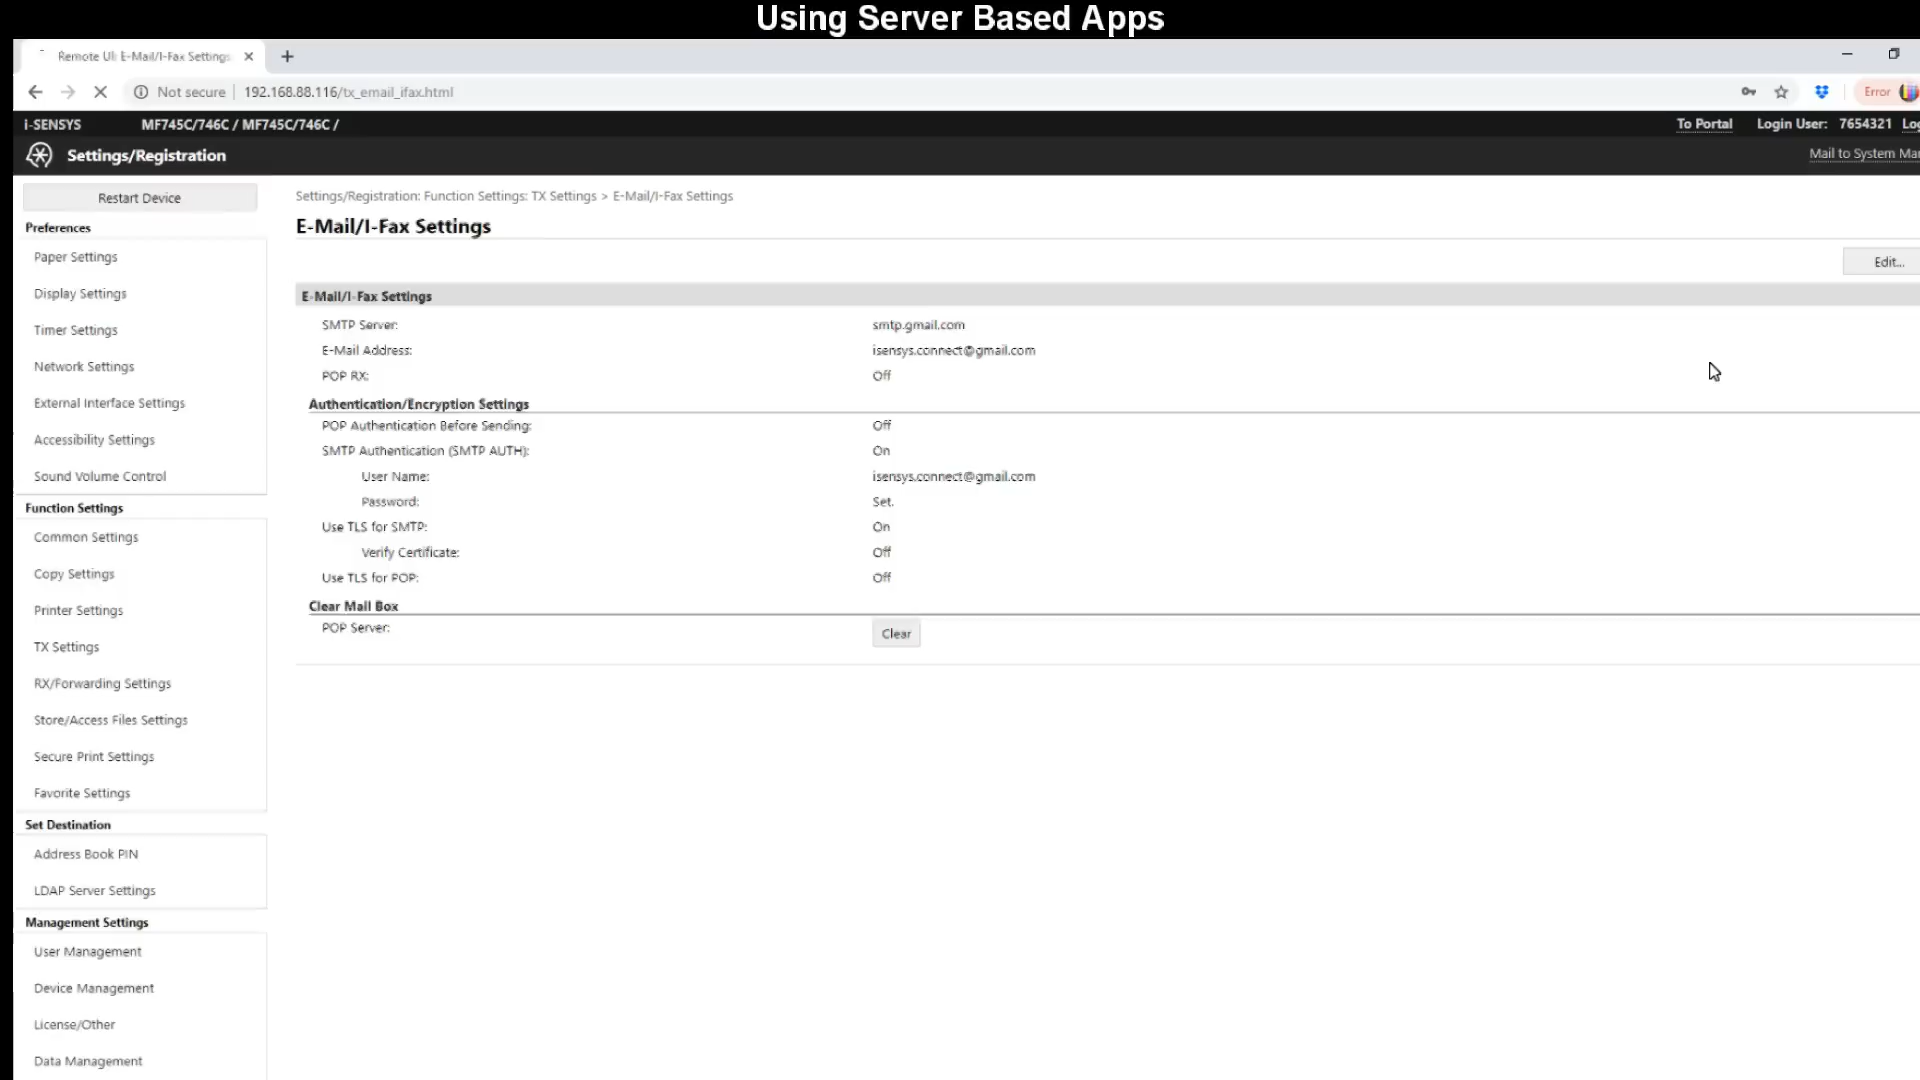 Using Server Based Apps
Remote UI: E-Mail/I-Fax Settings
Not secure 192.168.88.116/tx_email_ifax.html Error
i-SENSYS MF745C/746C / MF745C/746C / To Portal Login User: 7654321 Log
Settings/Registration Mail to System Man
Restart Device
Preferences
Paper Settings
Display Settings
Timer Settings
Network Settings
External Interface Settings
Accessibility Settings
Sound Volume Control
Function Settings
Common Settings
Copy Settings
Printer Settings
TX Settings
RX/Forwarding Settings
Store/Access Files Settings
Secure Print Settings
Favorite Settings
Set Destination
Address Book PIN
LDAP Server Settings
Management Settings
User Management
Device Management
License/Other
Data Management
Settings/Registration: Function Settings: TX Settings > E-Mail/I-Fax Settings
E-Mail/I-Fax Settings
Edit...
E-Mail/I-Fax Settings
SMTP Server: smtp.gmail.com
E-Mail Address: isensys.connect@gmail.com
POP RX: Off
Authentication/Encryption Settings
POP Authentication Before Sending: Off
SMTP Authentication (SMTP AUTH): On
User Name: isensys.connect@gmail.com
Password: Set.
Use TLS for SMTP: On
Verify Certificate: Off
Use TLS for POP: Off
Clear Mail Box
POP Server: Clear